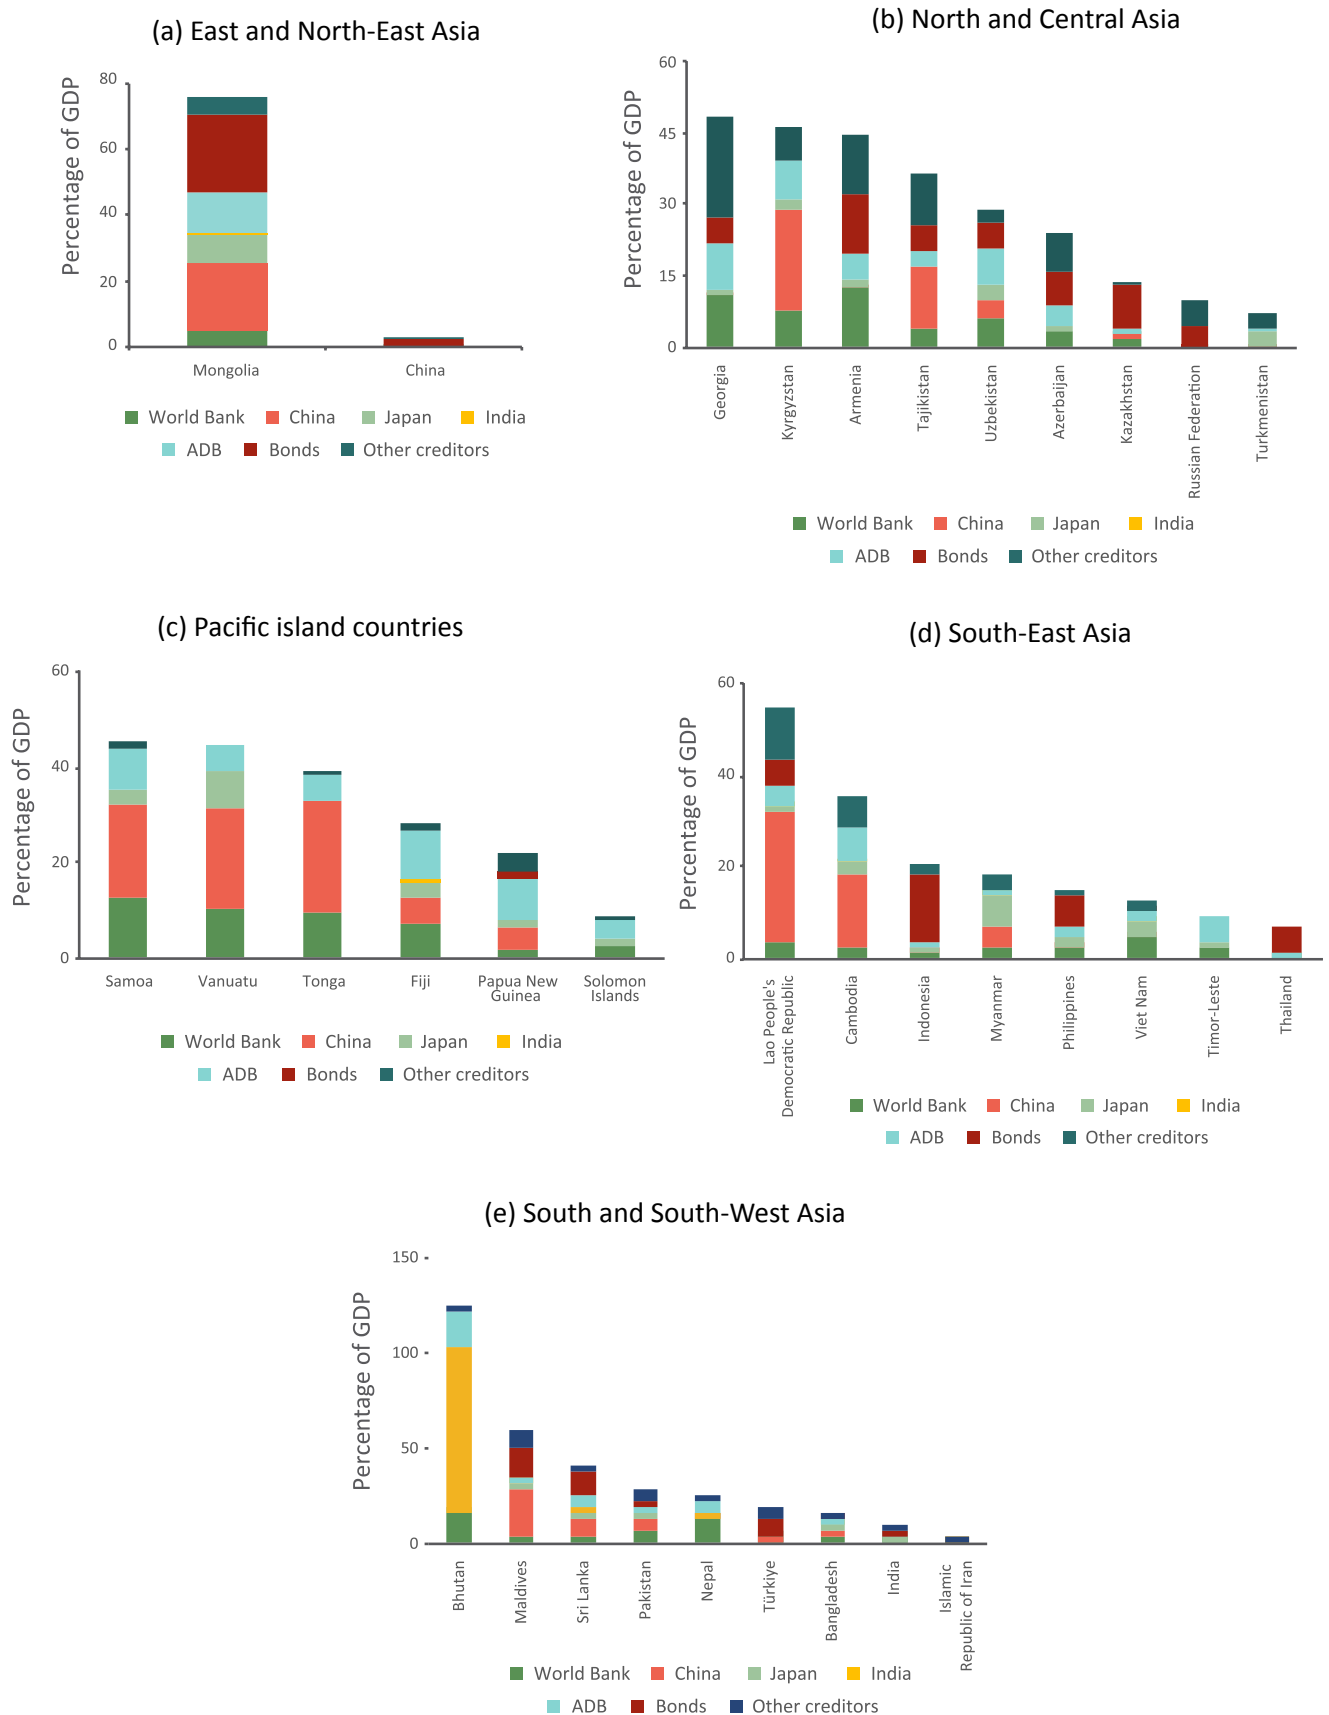 (a) East and North-East Asia
Percentage of GDP
80
60
40
20
0
Mongolia
China
World Bank
China
Japan
India
ADB
Bonds
Other creditors
(b) North and Central Asia
Percentage of GDP
60
45
30
15
0
Georgia
Kyrgyzstan
Armenia
Tajikistan
Uzbekistan
Azerbaijan
Kazakhstan
Russian Federation
Turkmenistan
World Bank
China
Japan
India
ADB
Bonds
Other creditors
(c) Pacific island countries
Percentage of GDP
60
40
20
0
Samoa
Vanuatu
Tonga
Fiji
Papua New
Guinea
Solomon
Islands
World Bank
China
Japan
India
ADB
Bonds
Other creditors
(d) South-East Asia
Percentage of GDP
60
40
20
0
Lao People's
Democratic Republic
Cambodia
Indonesia
Myanmar
Philippines
Viet Nam
Timor-Leste
Thailand
World Bank
China
Japan
India
ADB
Bonds
Other creditors
(e) South and South-West Asia
Percentage of GDP
150
100
50
0
Bhutan
Maldives
Sri Lanka
Pakistan
Nepal
Türkiye
Bangladesh
India
Islamic
Republic of Iran
World Bank
China
Japan
India
ADB
Bonds
Other creditors